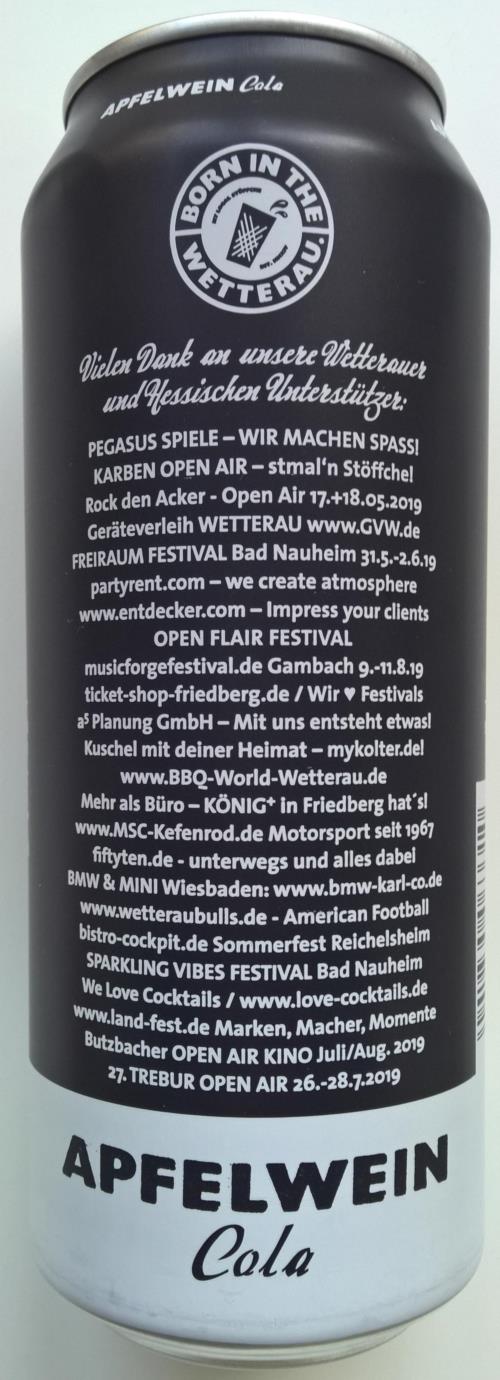 APFELWEIN Cola
BORN IN THE
WETTERAU.
Vielen Dank an unsere Wetterauer
und Hessischen Unterstützer:
PEGASUS SPIELE – WIR MACHEN SPASS!
KARBEN OPEN AIR – stmal'n Stöffche!
Rock den Acker - Open Air 17.+18.05.2019
Geräteverleih WETTERAU www.GVW.de
FREIRAUM FESTIVAL Bad Nauheim 31.5.-2.6.19
partyrent.com – we create atmosphere
www.entdecker.com – Impress your clients
OPEN FLAIR FESTIVAL
musicforgefestival.de Gambach 9.-11.8.19
ticket-shop-friedberg.de / Wir ♥ Festivals
a⁵ Planung GmbH – Mit uns entsteht etwas!
Kuschel mit deiner Heimat – mykolter.de!
www.BBQ-World-Wetterau.de
Mehr als Büro – KÖNIG⁺ in Friedberg hat´s!
www.MSC-Kefenrod.de Motorsport seit 1967
fiftyten.de - unterwegs und alles dabei
BMW & MINI Wiesbaden: www.bmw-karl-co.de
www.wetteraubulls.de - American Football
bistro-cockpit.de Sommerfest Reichelsheim
SPARKLING VIBES FESTIVAL Bad Nauheim
We Love Cocktails / www.love-cocktails.de
www.land-fest.de Marken, Macher, Momente
Butzbacher OPEN AIR KINO Juli/Aug. 2019
27. TREBUR OPEN AIR 26.-28.7.2019
APFELWEIN
Cola